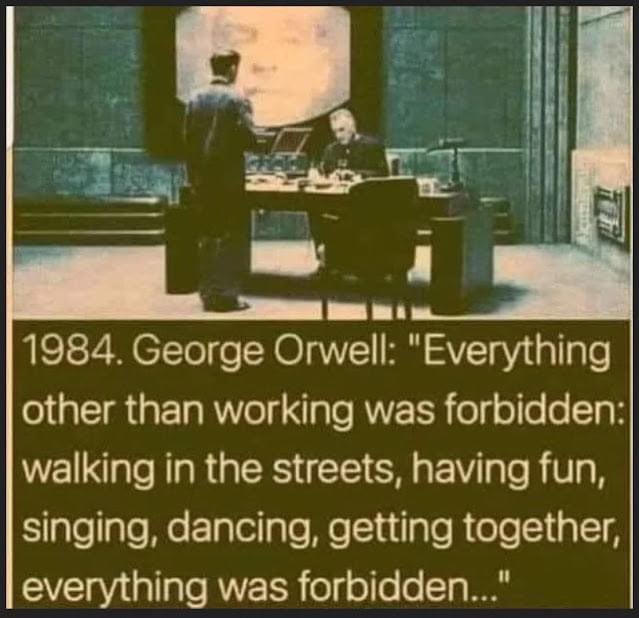 1984. George Orwell: "Everything
other than working was forbidden:
walking in the streets, having fun,
singing, dancing, getting together,
everything was forbidden..."